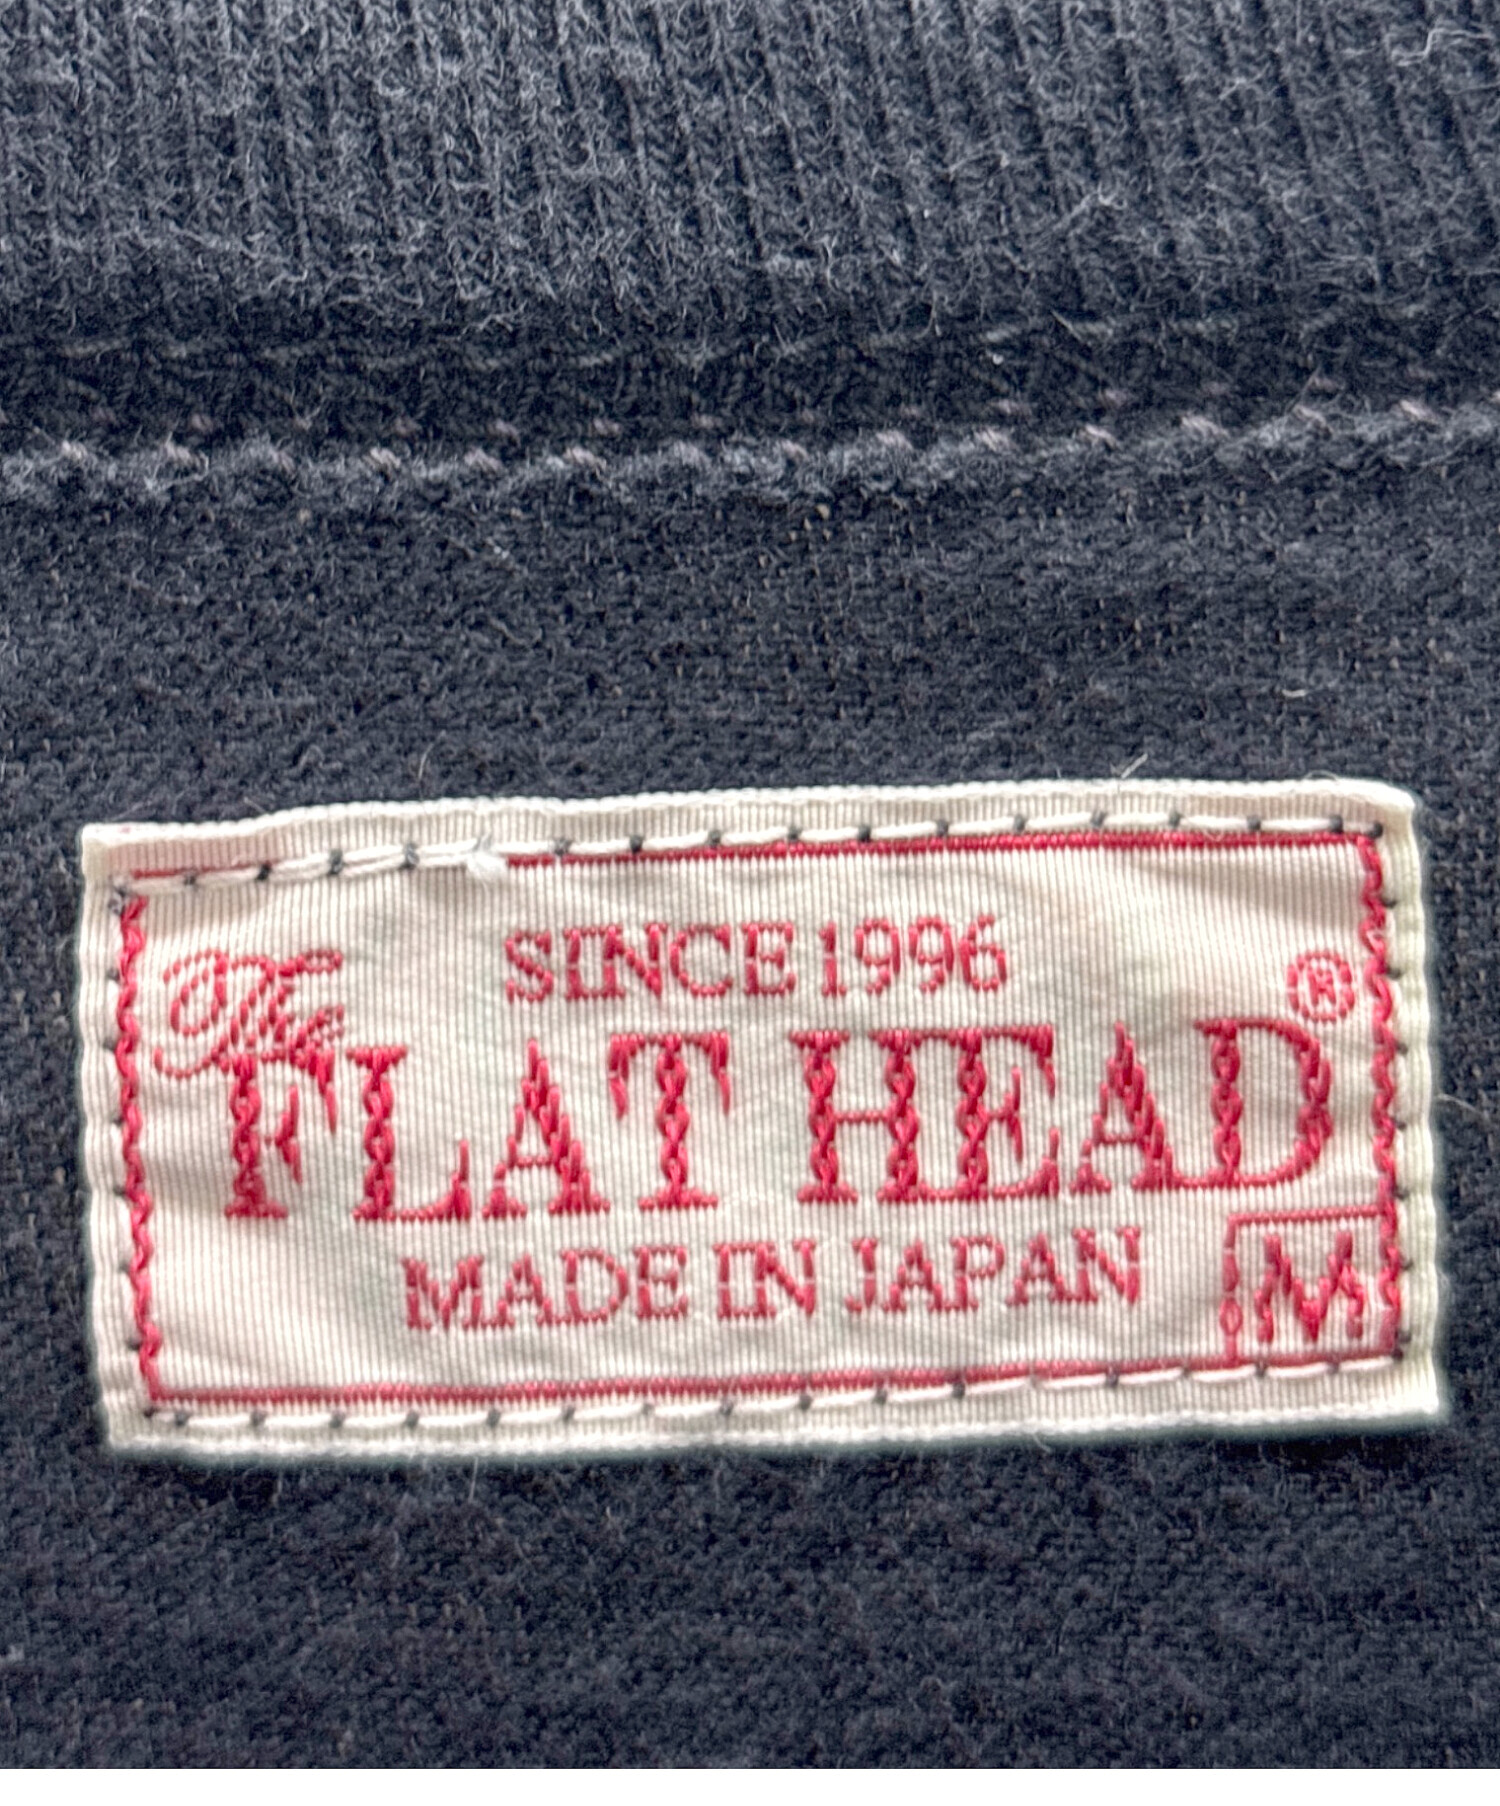 SINCE 1996
The
FLAT HEAD®
MADE IN JAPAN
M